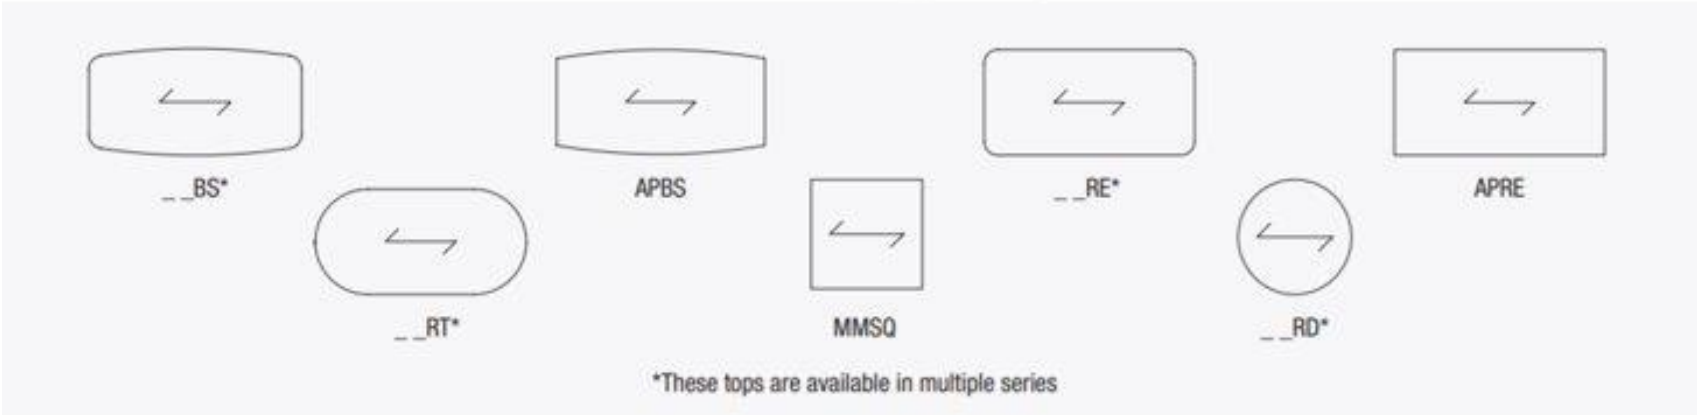 _ _BS*
APBS
_ _RE*
APRE
_ _RT*
MMSQ
_ _RD*
*These tops are available in multiple series